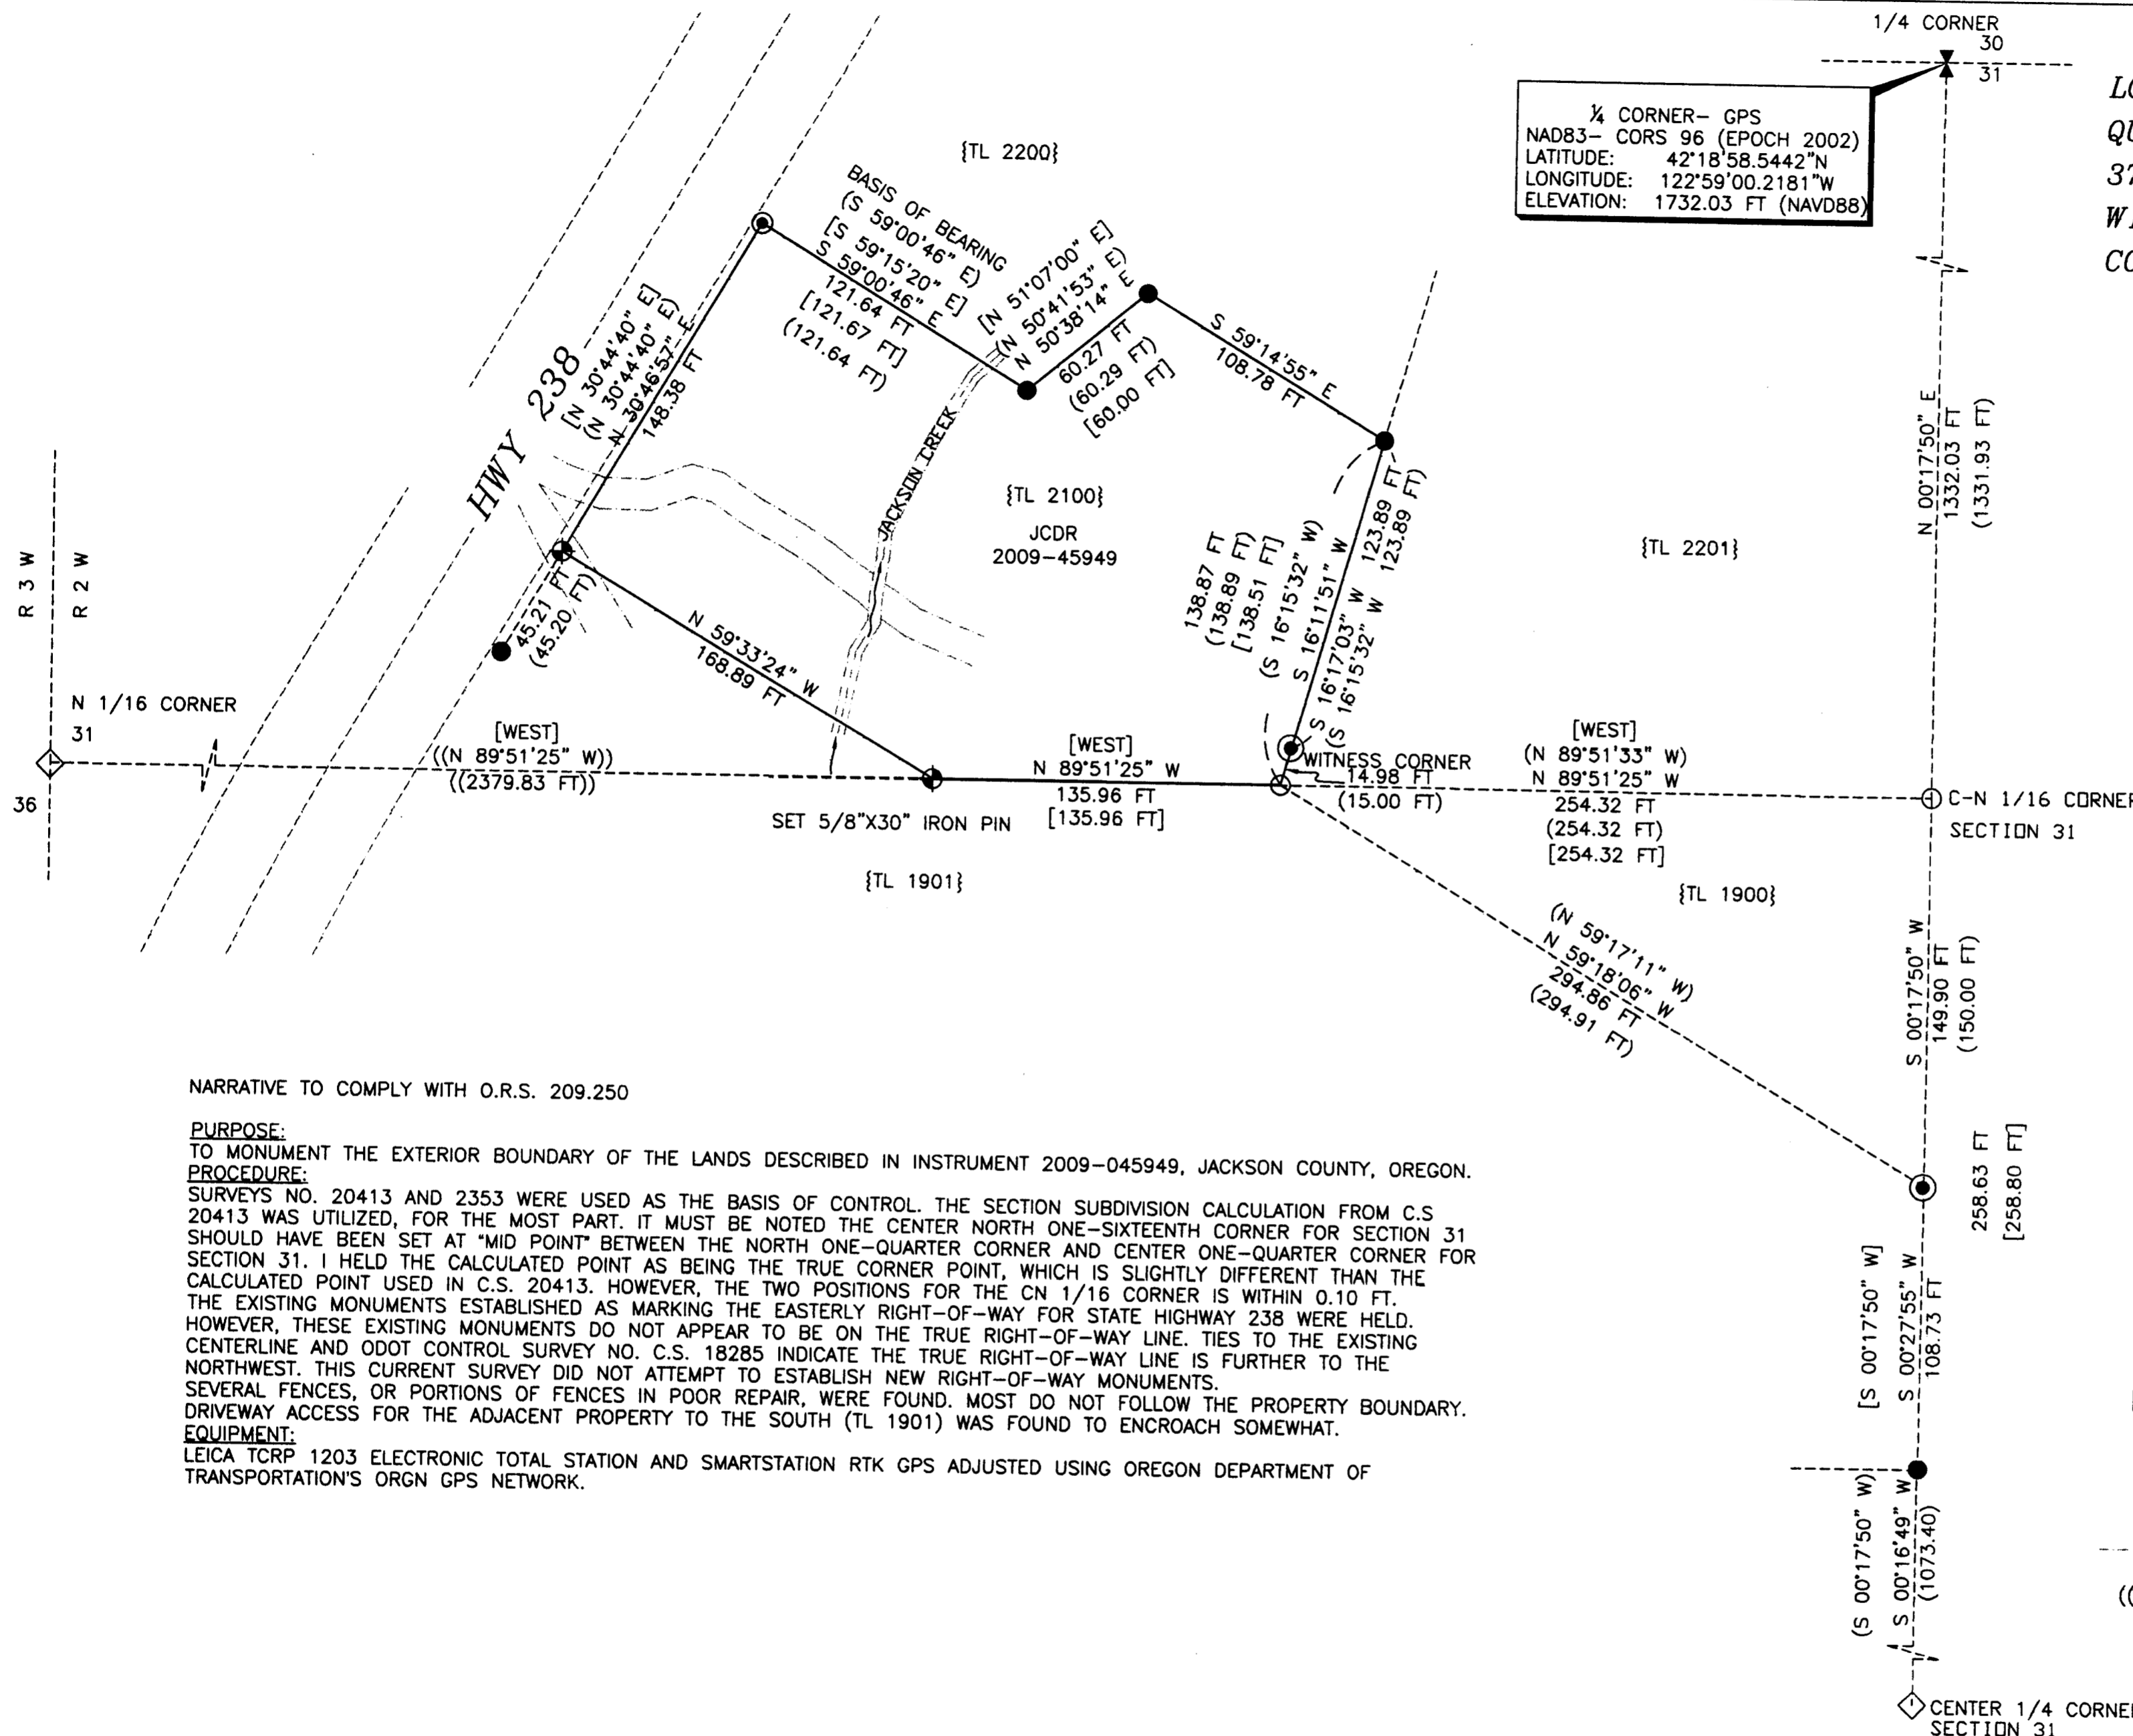 1/4 CORNER
30
31
¼ CORNER– GPS
NAD83– CORS 96 (EPOCH 2002)
LATITUDE: 42°18'58.5442"N
LONGITUDE: 122°59'00.2181"W
ELEVATION: 1732.03 FT (NAVD88)
{TL 2200}
BASIS OF BEARING
(S 59°00'46" E)
[S 59°15'20" E]
S 59°00'46" E
121.64 FT
[121.67 FT]
(121.64 FT)
[N 51°07'00" E]
(N 50°41'53" E)
N 50°38'14" E
60.27 FT
(60.29 FT)
[60.00 FT]
S 59°14'55" E
108.78 FT
HWY 238
[N 30°44'40" E]
(N 30°44'40" E)
N 30°46'57" E
148.38 FT
JACKSON CREEK
{TL 2100}
JCDR
2009-45949
{TL 2201}
N 00°17'50" E
1332.03 FT
(1331.93 FT)
138.87 FT
(138.89 FT)
[138.51 FT]
(S 16°15'32" W)
S 16°11'51" W
S 16°17'03" W 123.89 FT
(S 16°15'32" W 123.89 FT)
R 3 W
R 2 W
45.21 FT
(45.20 FT)
N 59°33'24" W
168.89 FT
N 1/16 CORNER
31
36
[WEST]
((N 89°51'25" W))
((2379.83 FT))
[WEST]
N 89°51'25" W
135.96 FT
[135.96 FT]
SET 5/8"X30" IRON PIN
WITNESS CORNER
14.98 FT
(15.00 FT)
[WEST]
(N 89°51'33" W)
N 89°51'25" W
254.32 FT
(254.32 FT)
[254.32 FT]
C-N 1/16 CORNER
SECTION 31
{TL 1901}
{TL 1900}
(N 59°17'11" W)
N 59°18'06" W
294.86 FT
(294.91 FT)
S 00°17'50" W
149.90 FT
(150.00 FT)
258.63 FT
[258.80 FT]
[S 00°17'50" W]
S 00°27'55" W
108.73 FT
(S 00°17'50" W)
S 00°16'49" W
(1073.40)
CENTER 1/4 CORNER
SECTION 31
NARRATIVE TO COMPLY WITH O.R.S. 209.250
PURPOSE:
TO MONUMENT THE EXTERIOR BOUNDARY OF THE LANDS DESCRIBED IN INSTRUMENT 2009-045949, JACKSON COUNTY, OREGON.
PROCEDURE:
SURVEYS NO. 20413 AND 2353 WERE USED AS THE BASIS OF CONTROL. THE SECTION SUBDIVISION CALCULATION FROM C.S
20413 WAS UTILIZED, FOR THE MOST PART. IT MUST BE NOTED THE CENTER NORTH ONE-SIXTEENTH CORNER FOR SECTION 31
SHOULD HAVE BEEN SET AT "MID POINT" BETWEEN THE NORTH ONE-QUARTER CORNER AND CENTER ONE-QUARTER CORNER FOR
SECTION 31. I HELD THE CALCULATED POINT AS BEING THE TRUE CORNER POINT, WHICH IS SLIGHTLY DIFFERENT THAN THE
CALCULATED POINT USED IN C.S. 20413. HOWEVER, THE TWO POSITIONS FOR THE CN 1/16 CORNER IS WITHIN 0.10 FT.
THE EXISTING MONUMENTS ESTABLISHED AS MARKING THE EASTERLY RIGHT-OF-WAY FOR STATE HIGHWAY 238 WERE HELD.
HOWEVER, THESE EXISTING MONUMENTS DO NOT APPEAR TO BE ON THE TRUE RIGHT-OF-WAY LINE. TIES TO THE EXISTING
CENTERLINE AND ODOT CONTROL SURVEY NO. C.S. 18285 INDICATE THE TRUE RIGHT-OF-WAY LINE IS FURTHER TO THE
NORTHWEST. THIS CURRENT SURVEY DID NOT ATTEMPT TO ESTABLISH NEW RIGHT-OF-WAY MONUMENTS.
SEVERAL FENCES, OR PORTIONS OF FENCES IN POOR REPAIR, WERE FOUND. MOST DO NOT FOLLOW THE PROPERTY BOUNDARY.
DRIVEWAY ACCESS FOR THE ADJACENT PROPERTY TO THE SOUTH (TL 1901) WAS FOUND TO ENCROACH SOMEWHAT.
EQUIPMENT:
LEICA TCRP 1203 ELECTRONIC TOTAL STATION AND SMARTSTATION RTK GPS ADJUSTED USING OREGON DEPARTMENT OF
TRANSPORTATION'S ORGN GPS NETWORK.